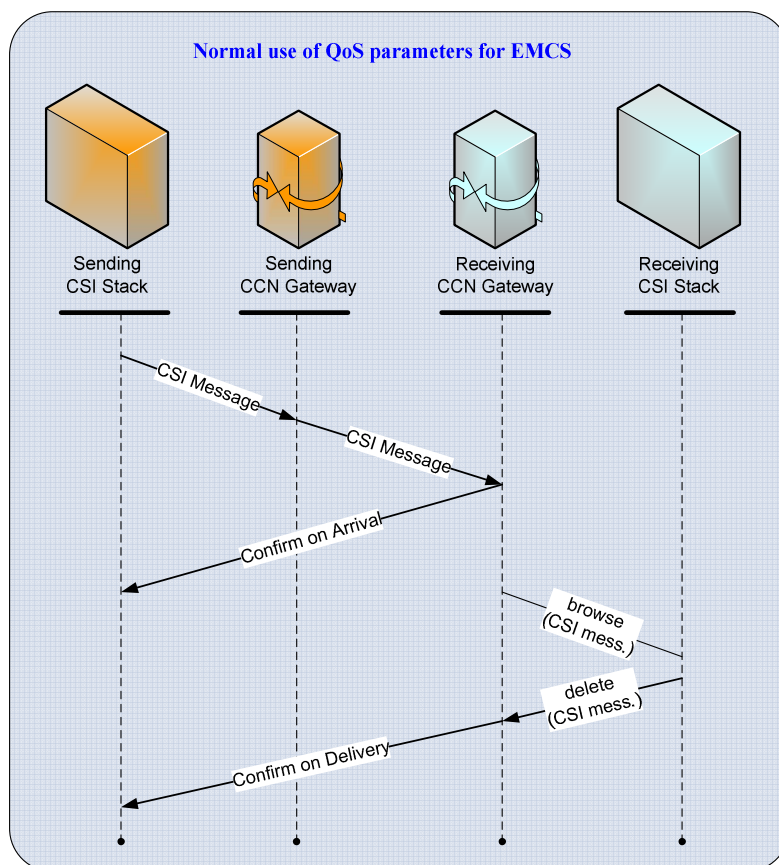 Normal use of QoS parameters for EMCS
Sending
CSI Stack
Sending
CCN Gateway
Receiving
CCN Gateway
Receiving
CSI Stack
CSI Message
CSI Message
Confirm on Arrival
browse
(CSI mess.)
delete
(CSI mess.)
Confirm on Delivery